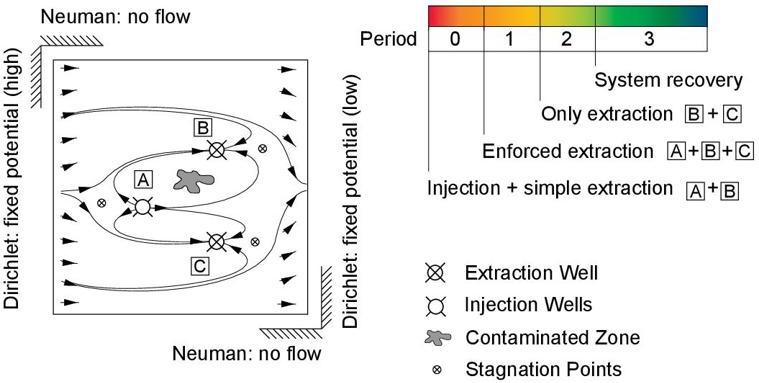 Neuman: no flow
Dirichlet: fixed potential (high)
B
A
C
Dirichlet: fixed potential (low)
Neuman: no flow
Period 0 1 2 3
System recovery
Only extraction B + C
Enforced extraction A + B + C
Injection + simple extraction A + B
Extraction Well
Injection Wells
Contaminated Zone
Stagnation Points